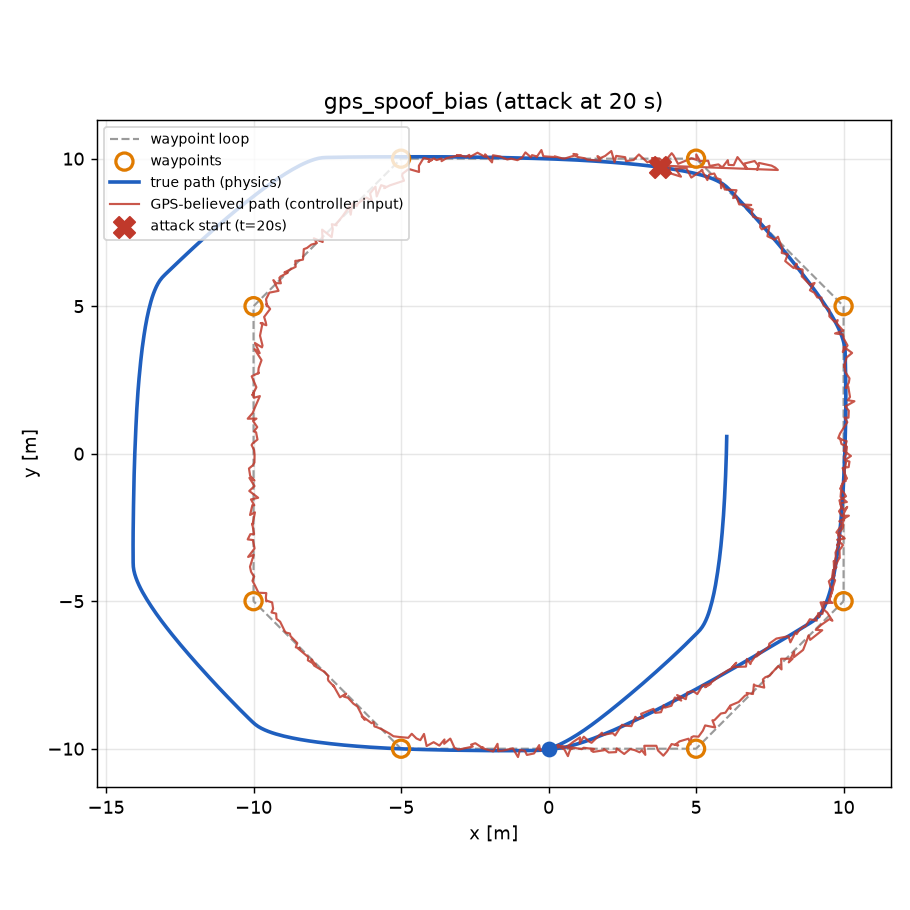 gps_spoof_bias (attack at 20 s)
waypoint loop
waypoints
true path (physics)
GPS-believed path (controller input)
attack start (t=20s)
10
5
0
−5
−10
y [m]
−15 −10 −5 0 5 10
x [m]